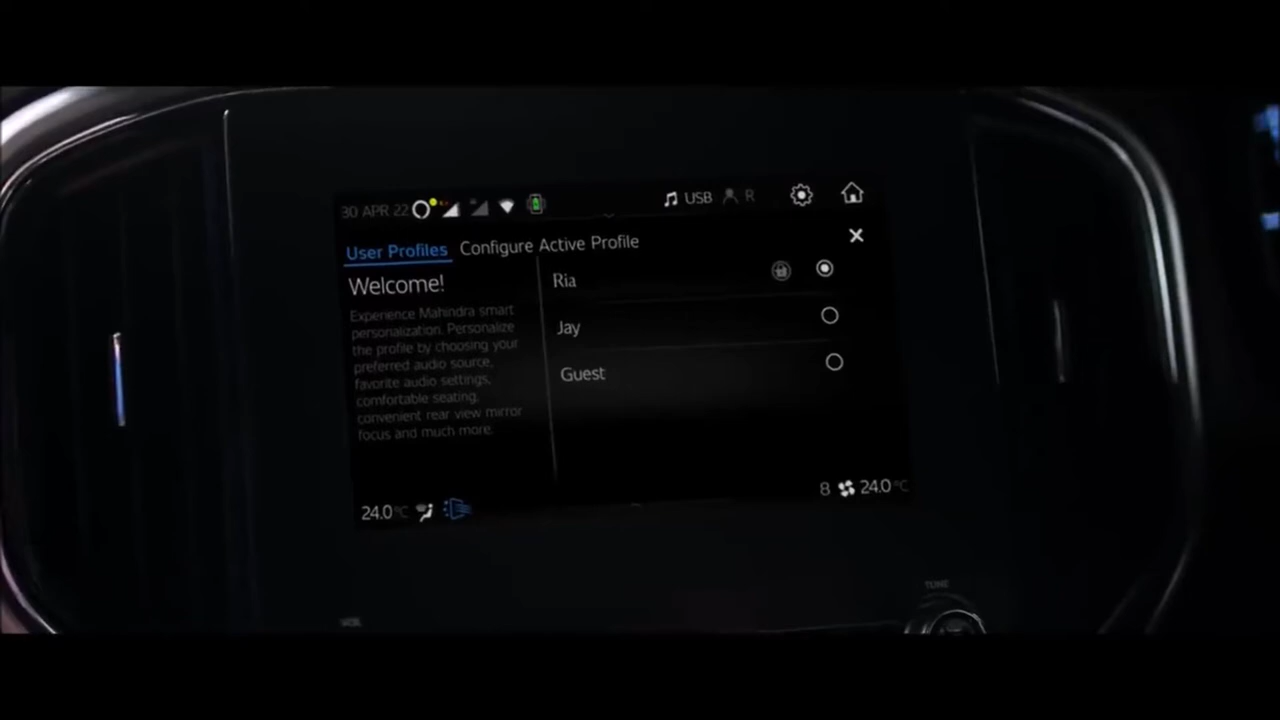 30 APR 22 USB R
User Profiles Configure Active Profile
Welcome!
Experience Mahindra smart
personalization. Personalize
the profile by choosing your
preferred audio source,
favorite audio settings,
comfortable seating,
convenient rear view mirror
focus and much more.
Ria
Jay
Guest
24.0°C
8 24.0°C
TUNE